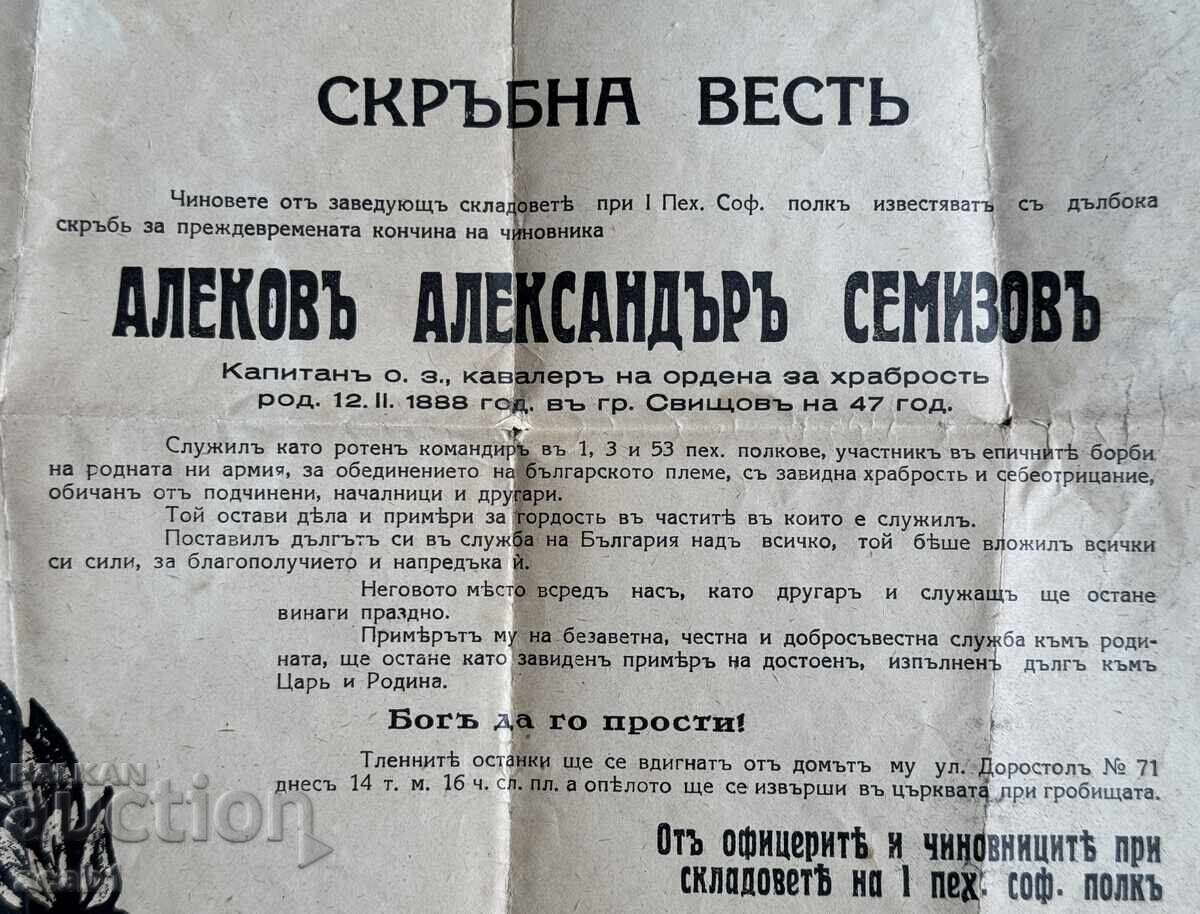 СКРЪБНА ВЕСТЬ
Чиновете отъ заведующъ складоветѣ при I Пех. Соф. полкъ известяватъ съ дълбока
скръбь за преждевремената кончина на чиновника
АЛЕКОВЪ АЛЕКСАНДЪРЪ СЕМИЗОВЪ
Капитанъ о. з., кавалеръ на ордена за храбрость
род. 12. II. 1888 год. въ гр. Свищовъ на 47 год.
Служилъ като ротенъ командиръ въ 1, 3 и 53 пех. полкове, участникъ въ епичнитѣ борби
на родната ни армия, за обединението на българското племе, съ завидна храбрость и себеотрицание,
обичанъ отъ подчинени, началници и другари.
Той остави дѣла и примѣри за гордость въ частитѣ въ които е служилъ.
Поставилъ дългътъ си въ служба на България надъ всичко, той бѣше вложилъ всички
си сили, за благополучието и напредъка ѝ.
Неговото мѣсто всредъ насъ, като другаръ и служащъ ще остане
винаги праздно.
Примѣрътъ му на безаветна, честна и добросъвестна служба къмъ роди-
ната, ще остане като завиденъ примѣръ на достоенъ, изпълненъ дългъ къмъ
Царь и Родина.
Богъ да го прости!
Тленнитѣ останки ще се вдигнатъ отъ домътъ му ул. Доростолъ № 71
днесъ 14 т. м. 16 ч. сл. пл. а опѣлото ще се извърши въ църквата при гробищата.
Отъ офицеритѣ и чиновницитѣ при
складоветѣ на I пех. соф. полкъ
BALKAN
auction